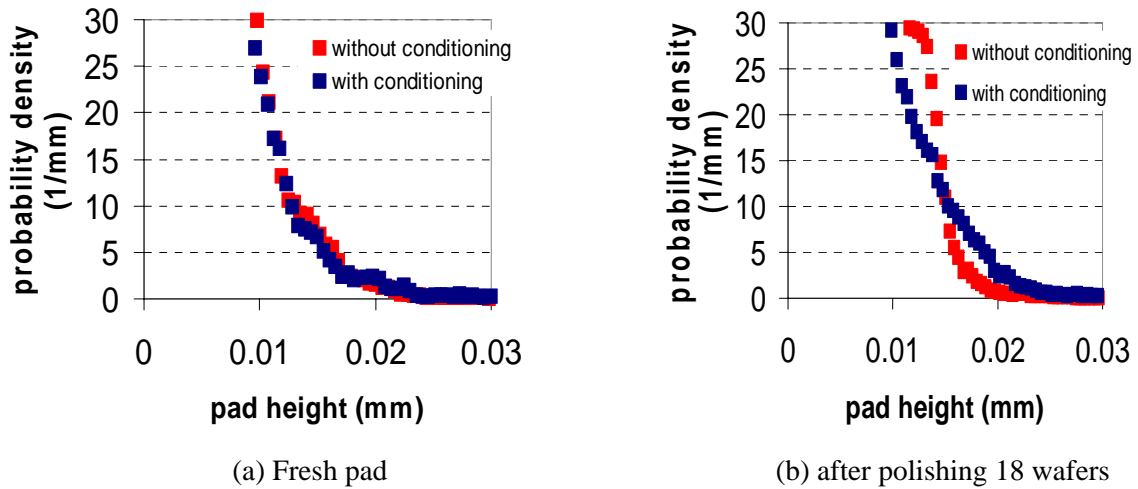 probability density
(1/mm)
30
25
20
15
10
5
0
without conditioning
with conditioning
0 0.01 0.02 0.03
pad height (mm)
(a) Fresh pad
probability density
(1/mm)
30
25
20
15
10
5
0
without conditioning
with conditioning
0 0.01 0.02 0.03
pad height (mm)
(b) after polishing 18 wafers